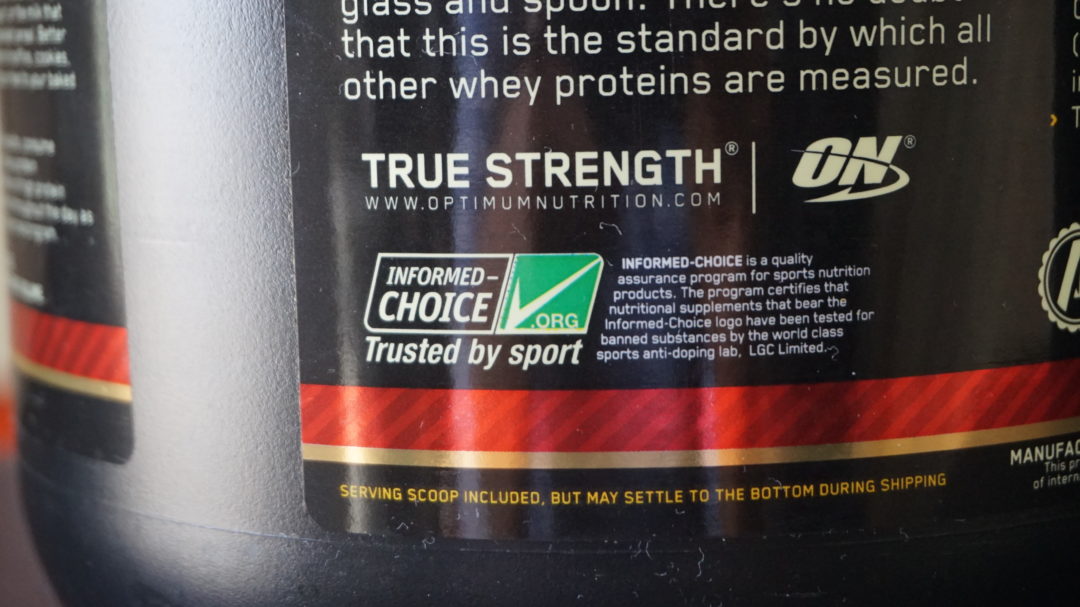 glass and spoon. There's no doubt
that this is the standard by which all
other whey proteins are measured.
TRUE STRENGTH®
WWW.OPTIMUMNUTRITION.COM
ON®
INFORMED-
CHOICE
.ORG
Trusted by sport
INFORMED-CHOICE is a quality
assurance program for sports nutrition
products. The program certifies that
nutritional supplements that bear the
Informed-Choice logo have been tested for
banned substances by the world class
sports anti-doping lab, LGC Limited.
SERVING SCOOP INCLUDED, BUT MAY SETTLE TO THE BOTTOM DURING SHIPPING
This